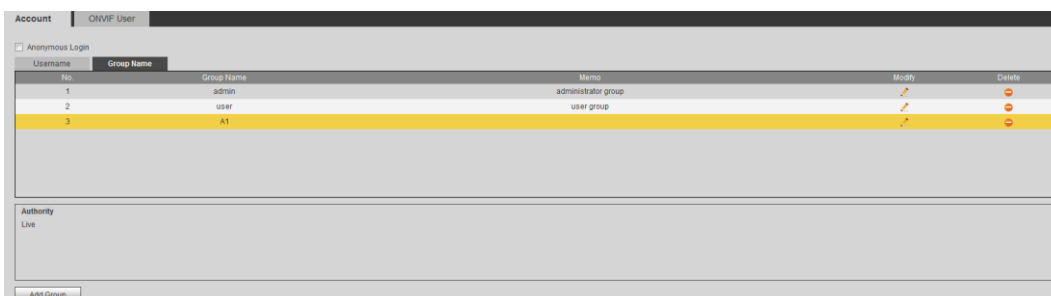 Account ONVIF User
Anonymous Login
Username Group Name
No. Group Name Memo Modify Delete
1 admin administrator group
2 user user group
3 A1
Authority
Live
Add Group